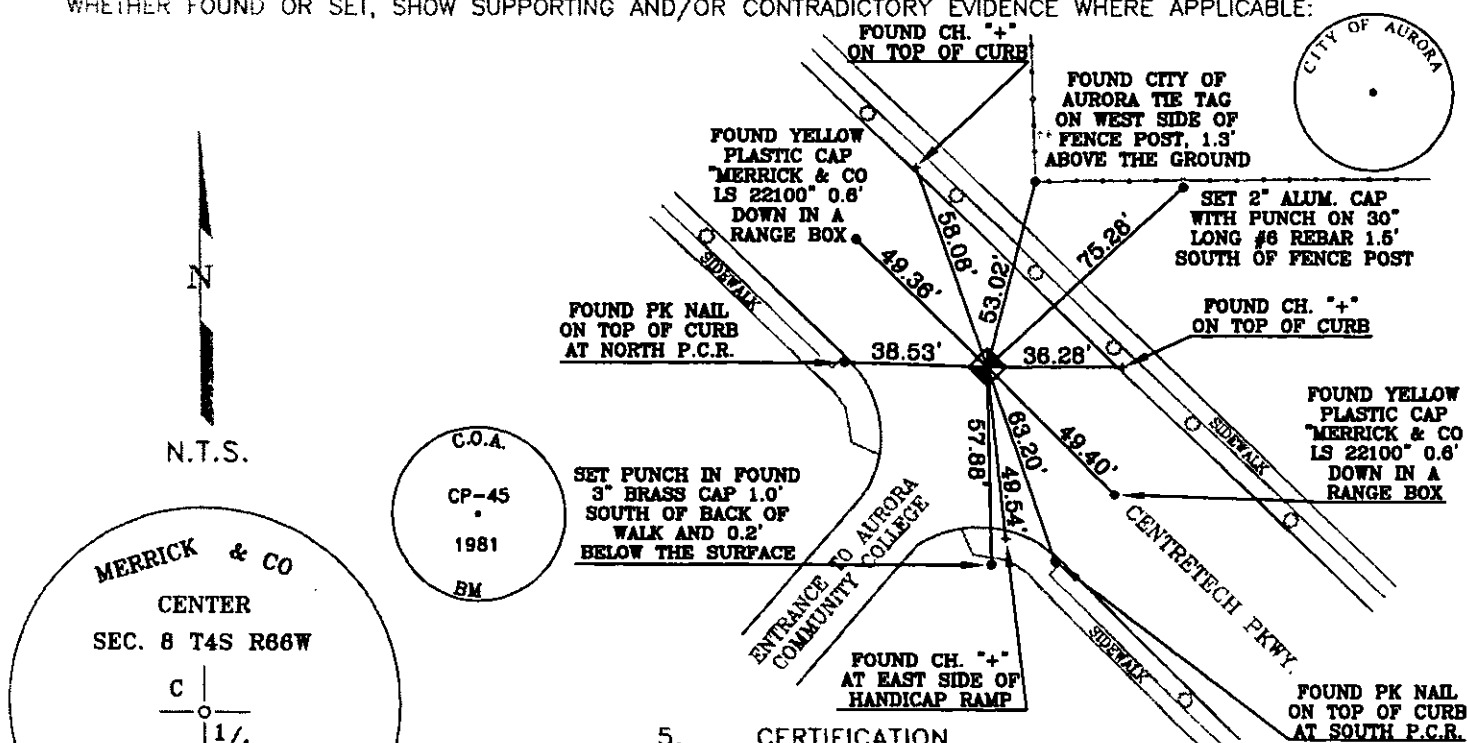 WHETHER FOUND OR SET, SHOW SUPPORTING AND/OR CONTRADICTORY EVIDENCE WHERE APPLICABLE:
FOUND CH. "+"
ON TOP OF CURB
CITY OF AURORA
FOUND CITY OF
AURORA TIE TAG
ON WEST SIDE OF
FENCE POST, 1.3'
ABOVE THE GROUND
FOUND YELLOW
PLASTIC CAP
"MERRICK & CO
LS 22100" 0.6'
DOWN IN A
RANGE BOX
SET 2" ALUM. CAP
WITH PUNCH ON 30"
LONG #6 REBAR 1.5'
SOUTH OF FENCE POST
58.08'
53.02'
75.28'
49.36'
SIDEWALK
N
FOUND PK NAIL
ON TOP OF CURB
AT NORTH P.C.R.
38.53'
36.28'
FOUND CH. "+"
ON TOP OF CURB
FOUND YELLOW
PLASTIC CAP
"MERRICK & CO
LS 22100" 0.6'
DOWN IN A
RANGE BOX
SIDEWALK
57.88'
63.20'
48.54'
49.40'
N.T.S.
C.O.A.
CP-45
1981
BM
SET PUNCH IN FOUND
3" BRASS CAP 1.0'
SOUTH OF BACK OF
WALK AND 0.2'
BELOW THE SURFACE
CENTRETECH PKWY.
ENTRANCE TO AURORA
COMMUNITY COLLEGE
SIDEWALK
MERRICK & CO
CENTER
SEC. 8 T4S R66W
C
1/
FOUND CH. "+"
AT EAST SIDE OF
HANDICAP RAMP
FOUND PK NAIL
ON TOP OF CURB
AT SOUTH P.C.R.
5. CERTIFICATION